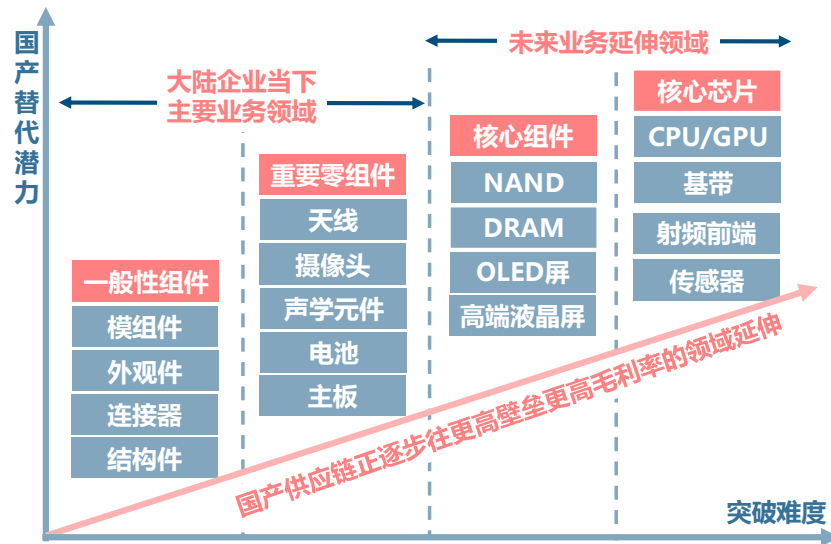 国产替代潜力
大陆企业当下
主要业务领域
未来业务延伸领域
一般性组件
模组件
外观件
连接器
结构件
重要零组件
天线
摄像头
声学元件
电池
主板
核心组件
NAND
DRAM
OLED屏
高端液晶屏
核心芯片
CPU/GPU
基带
射频前端
传感器
国产供应链正逐步往更高壁垒更高毛利率的领域延伸
突破难度